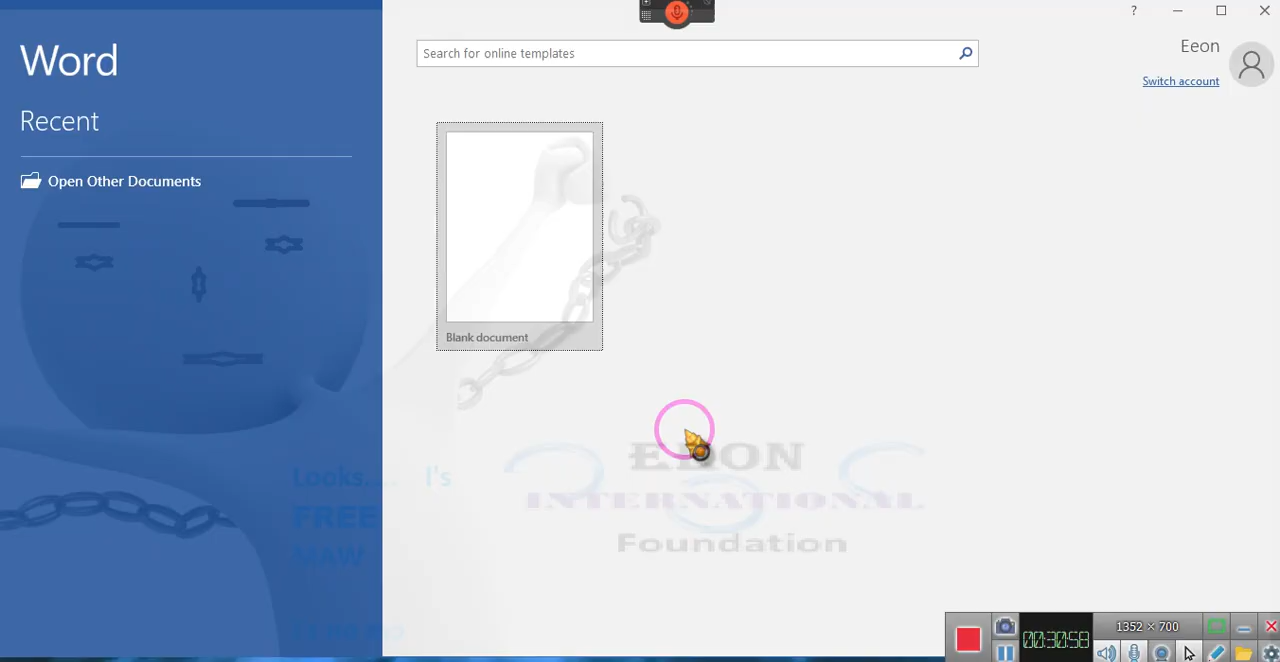 ?
Word
Search for online templates
Eeon
Switch account
Recent
Open Other Documents
Blank document
Looks.... I's
FREE
MAW
EEON
INTERNATIONAL
Foundation
1352 × 700
00:30:58